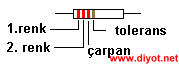 1.renk
tolerans
2. renk
çarpan
www.diyot.net